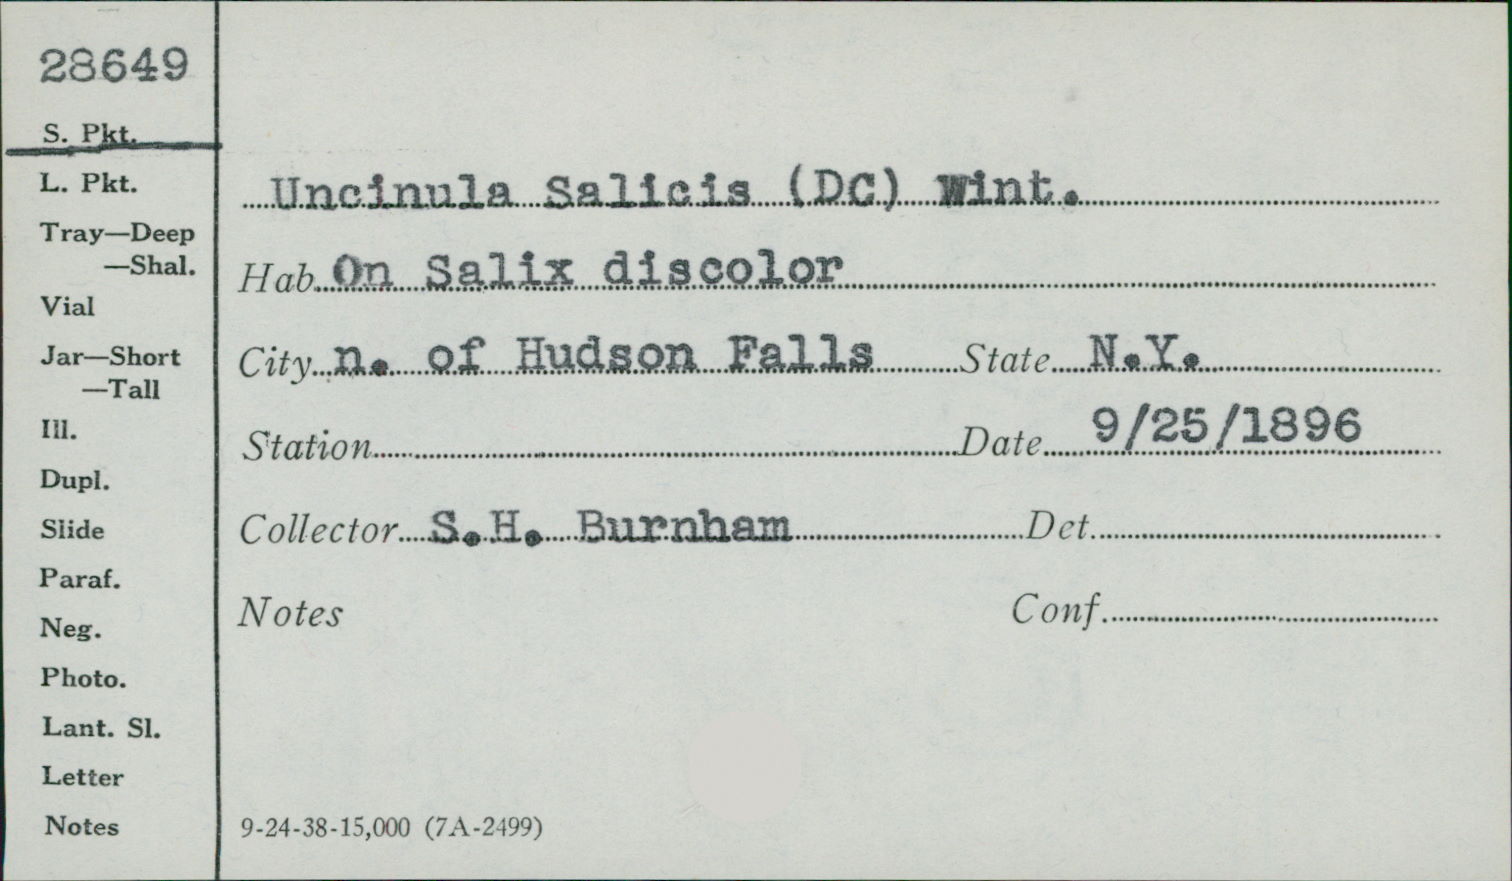 28649
S. Pkt.
L. Pkt.
Tray—Deep
—Shal.
Vial
Jar—Short
—Tall
Ill.
Dupl.
Slide
Paraf.
Neg.
Photo.
Lant. Sl.
Letter
Notes
Uncinula Salicis (DC) Wint.
Hab. On Salix discolor
City n. of Hudson Falls State N.Y.
Station Date 9/25/1896
Collector S.H. Burnham Det.
Notes Conf.
9-24-38-15,000 (7A-2499)